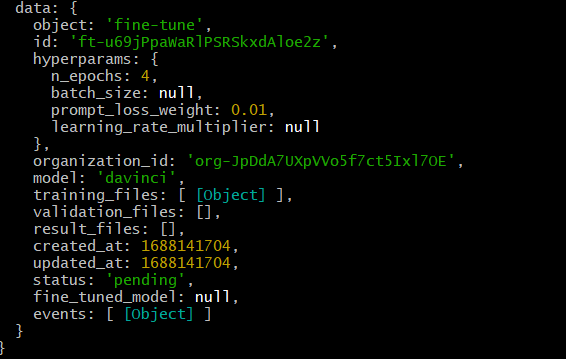 data: {
object: 'fine-tune',
id: 'ft-u69jPpaWaRlPSRSkxdAloe2z',
hyperparams: {
n_epochs: 4,
batch_size: null,
prompt_loss_weight: 0.01,
learning_rate_multiplier: null
},
organization_id: 'org-JpDdA7UXpVVo5f7ct5Ixl7OE',
model: 'davinci',
training_files: [ [Object] ],
validation_files: [],
result_files: [],
created_at: 1688141704,
updated_at: 1688141704,
status: 'pending',
fine_tuned_model: null,
events: [ [Object] ]
}
}